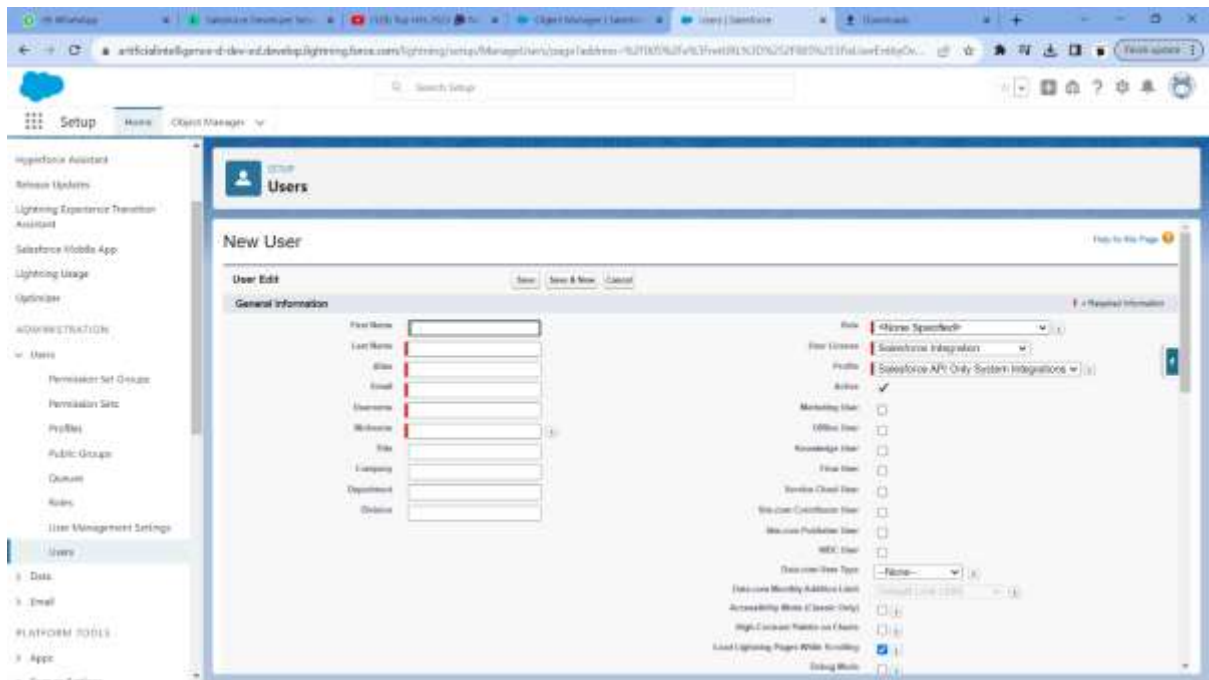 WhatsApp
Users | Salesforce
Downloads
Search Setup
Setup
Home
Object Manager
Hyperforce Assistant
Release Updates
Lightning Experience Transition
Assistant
Salesforce Mobile App
Lightning Usage
Optimizer
ADMINISTRATION
Users
Permission Set Groups
Permission Sets
Profiles
Public Groups
Queues
Roles
User Management Settings
Users
Data
Email
PLATFORM TOOLS
Apps
SETUP
Users
New User
Help for this Page
User Edit
Save
Save & New
Cancel
General Information
= Required Information
First Name
Last Name
Alias
Email
Username
Nickname
Title
Company
Department
Division
Role
<None Specified>
User License
Salesforce Integration
Profile
Salesforce API Only System Integrations
Active
Marketing User
Offline User
Knowledge User
Flow User
Service Cloud User
Site.com Contributor User
Site.com Publisher User
WDC User
Data.com User Type
--None--
Data.com Monthly Addition Limit
Accessibility Mode (Classic Only)
High-Contrast Palette on Charts
Load Lightning Pages While Scrolling
Debug Mode